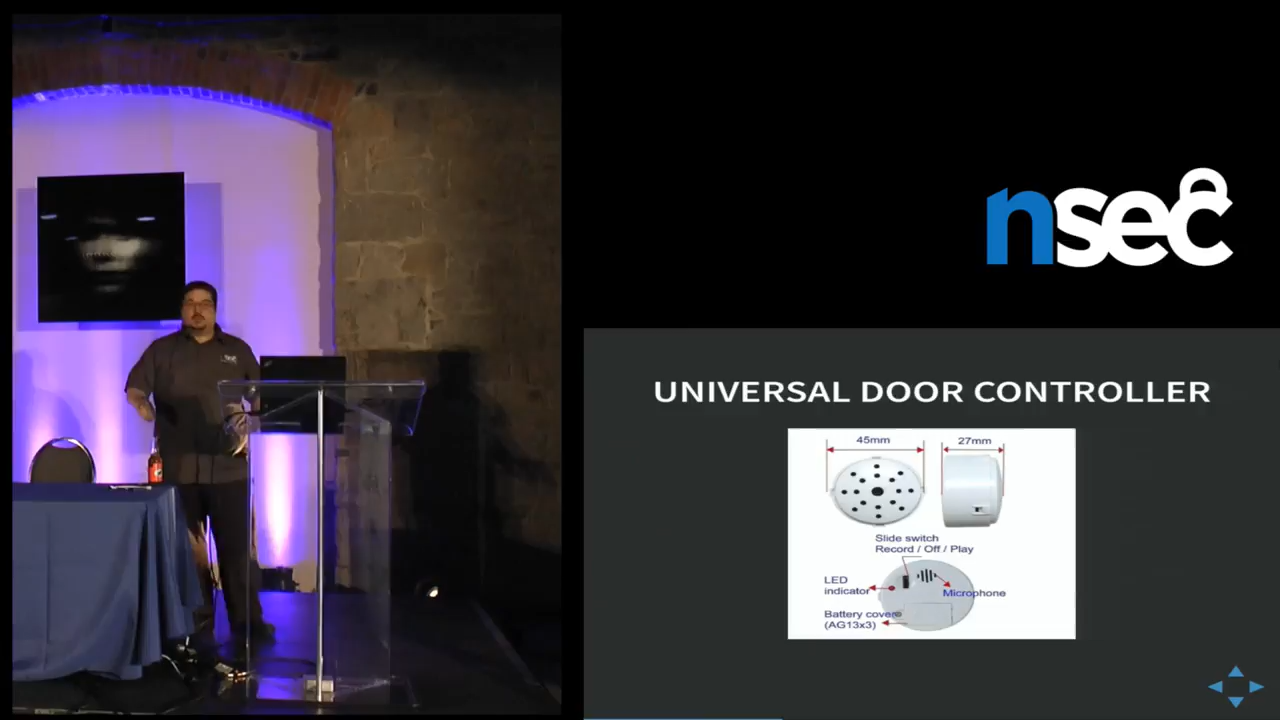 nsec
UNIVERSAL DOOR CONTROLLER
45mm
27mm
Slide switch
Record / Off / Play
LED
indicator
Microphone
Battery cover
(AG13x3)